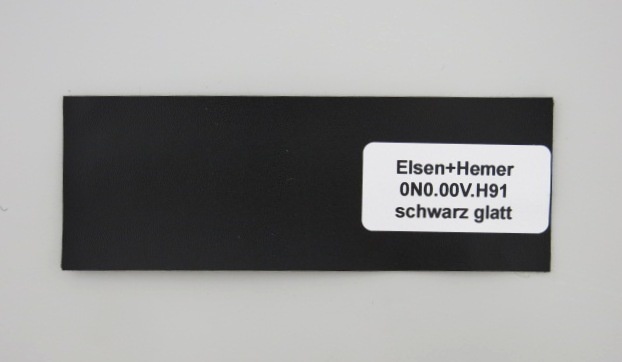 Elsen+Hemer
0N0.00V.H91
schwarz glatt